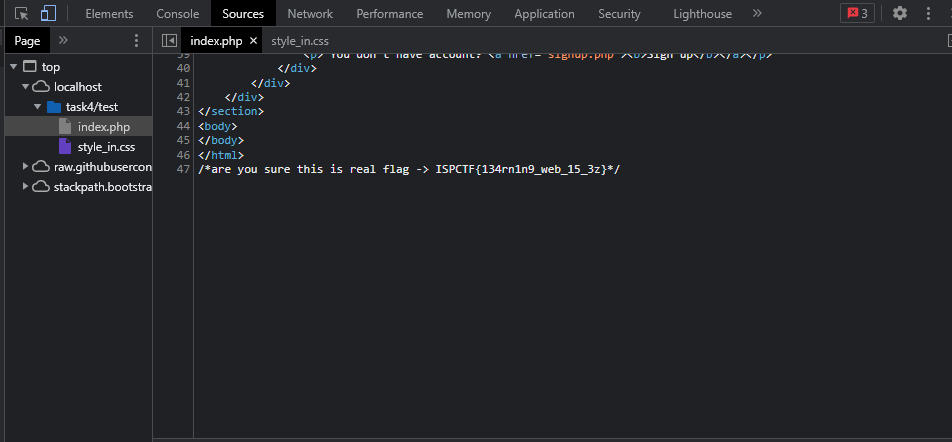 Elements Console Sources Network Performance Memory Application Security Lighthouse » 3
Page » index.php × style_in.css
top
localhost
task4/test
index.php
style_in.css
raw.githubusercon
stackpath.bootstra
39 <p> You don't have account? <a href="signup.php"><b>Sign up</b></a></p>
40 </div>
41 </div>
42 </div>
43 </section>
44 <body>
45 </body>
46 </html>
47 /*are you sure this is real flag -> ISPCTF{134rn1n9_web_15_3z}*/